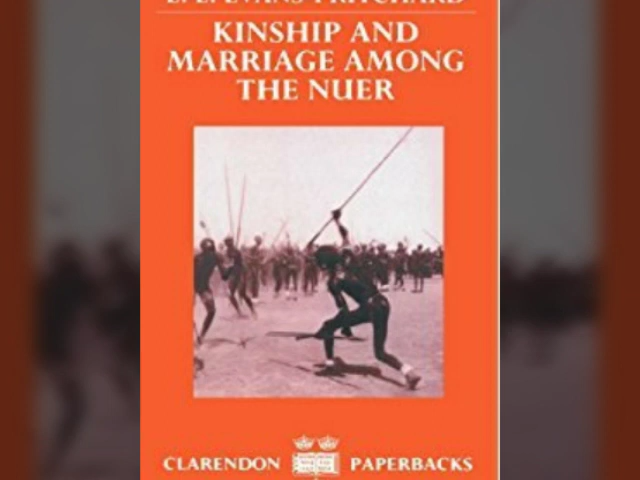 E. E. EVANS-PRITCHARD
KINSHIP AND
MARRIAGE AMONG
THE NUER
CLARENDON PAPERBACKS